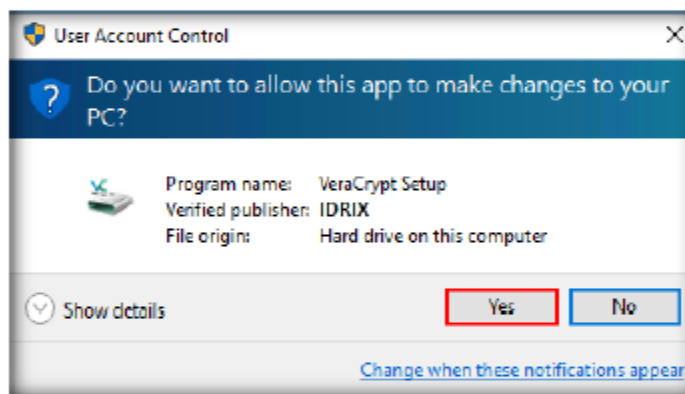 User Account Control
Do you want to allow this app to make changes to your
PC?
Program name: VeraCrypt Setup
Verified publisher: IDRIX
File origin: Hard drive on this computer
Show details
Yes No
Change when these notifications appear